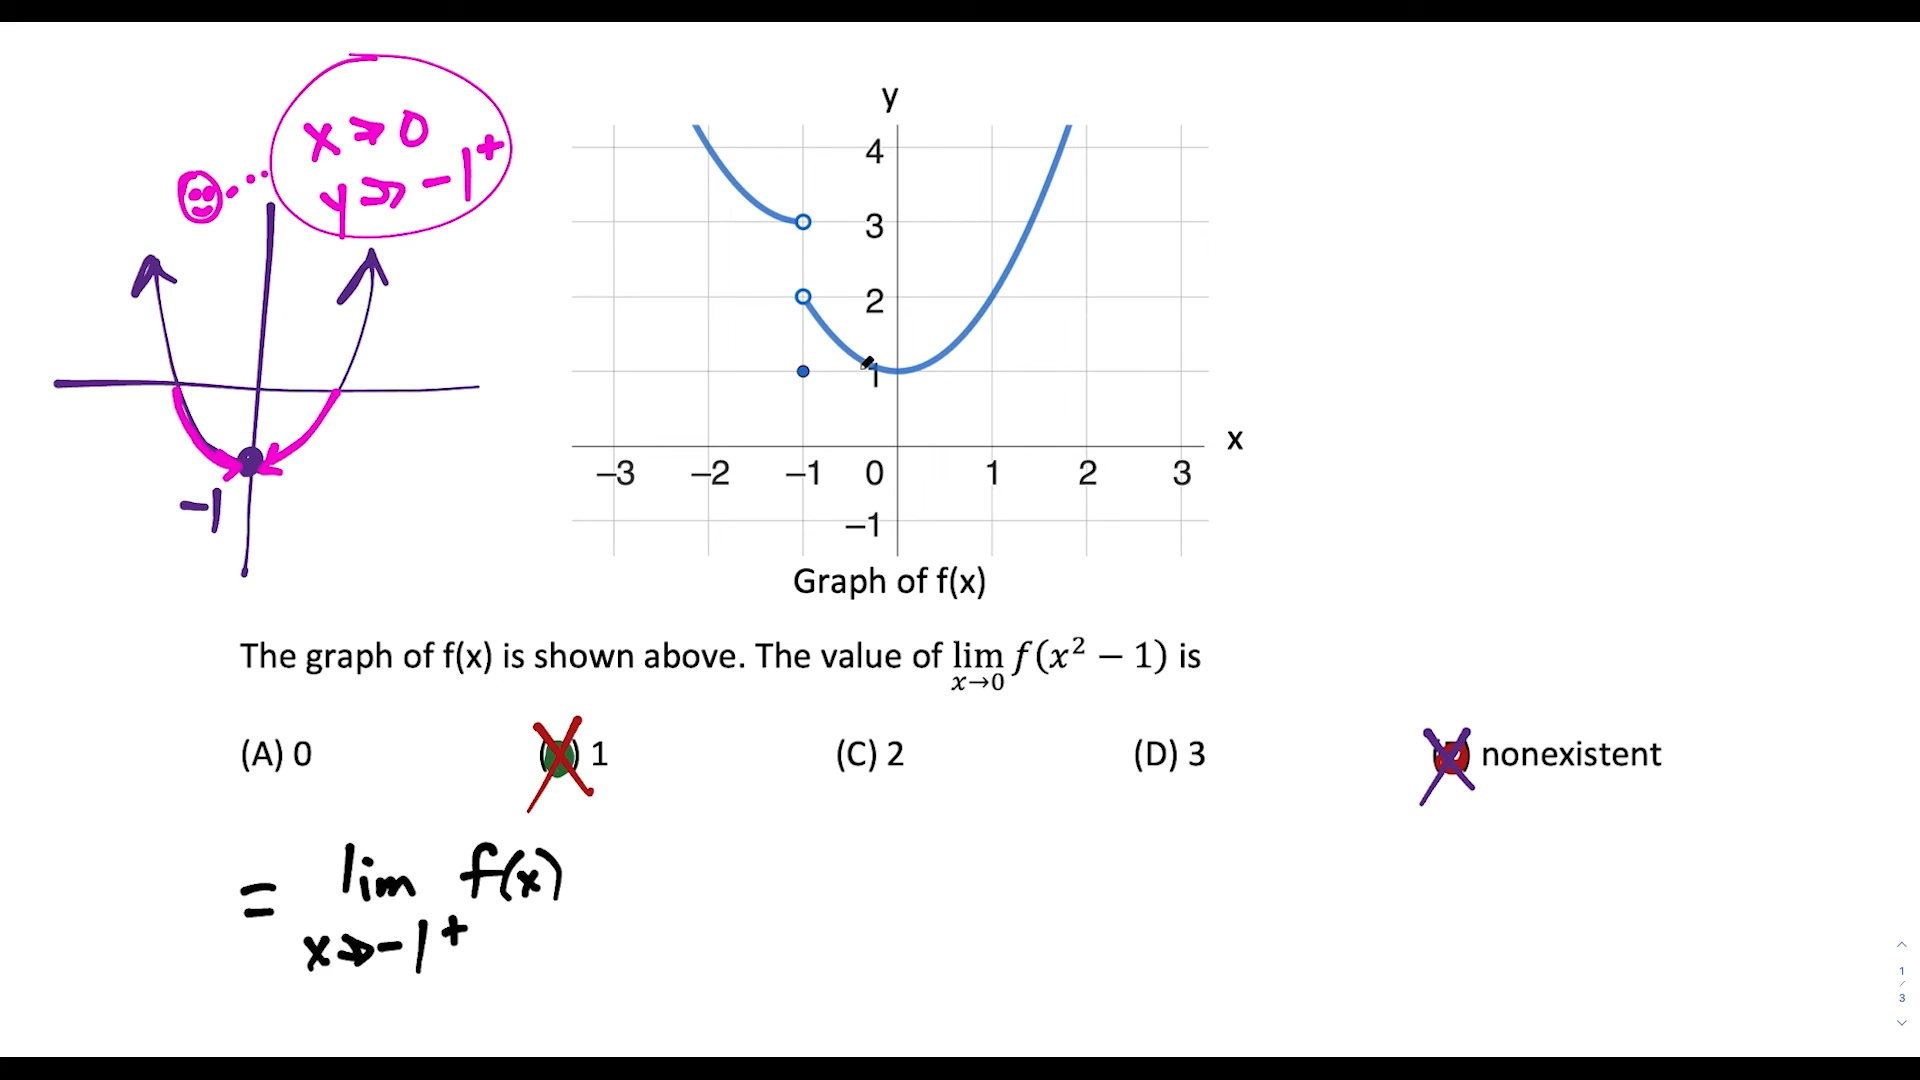 x→0
y→-1⁺
-1
y
4
3
2
1
x
–3 –2 –1 0 1 2 3
–1
Graph of f(x)
The graph of f(x) is shown above. The value of lim f(x² − 1) is
x→0
(A) 0 ( ) 1 (C) 2 (D) 3 ( ) nonexistent
= lim f(x)
x→-1⁺
1
/
3